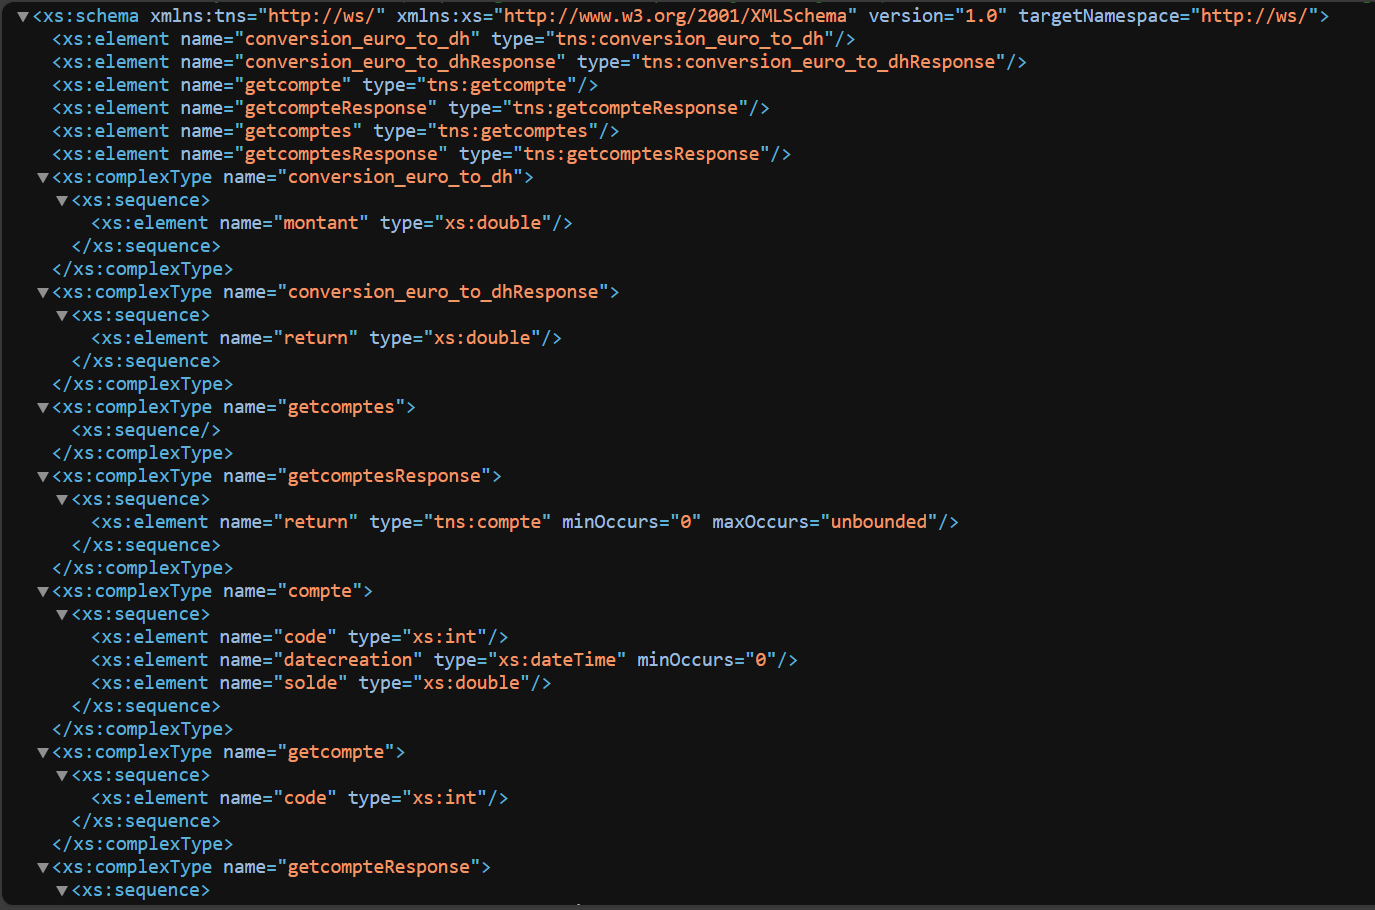 ▼<xs:schema xmlns:tns="http://ws/" xmlns:xs="http://www.w3.org/2001/XMLSchema" version="1.0" targetNamespace="http://ws/">
<xs:element name="conversion_euro_to_dh" type="tns:conversion_euro_to_dh"/>
<xs:element name="conversion_euro_to_dhResponse" type="tns:conversion_euro_to_dhResponse"/>
<xs:element name="getcompte" type="tns:getcompte"/>
<xs:element name="getcompteResponse" type="tns:getcompteResponse"/>
<xs:element name="getcomptes" type="tns:getcomptes"/>
<xs:element name="getcomptesResponse" type="tns:getcomptesResponse"/>
▼<xs:complexType name="conversion_euro_to_dh">
▼<xs:sequence>
<xs:element name="montant" type="xs:double"/>
</xs:sequence>
</xs:complexType>
▼<xs:complexType name="conversion_euro_to_dhResponse">
▼<xs:sequence>
<xs:element name="return" type="xs:double"/>
</xs:sequence>
</xs:complexType>
▼<xs:complexType name="getcomptes">
<xs:sequence/>
</xs:complexType>
▼<xs:complexType name="getcomptesResponse">
▼<xs:sequence>
<xs:element name="return" type="tns:compte" minOccurs="0" maxOccurs="unbounded"/>
</xs:sequence>
</xs:complexType>
▼<xs:complexType name="compte">
▼<xs:sequence>
<xs:element name="code" type="xs:int"/>
<xs:element name="datecreation" type="xs:dateTime" minOccurs="0"/>
<xs:element name="solde" type="xs:double"/>
</xs:sequence>
</xs:complexType>
▼<xs:complexType name="getcompte">
▼<xs:sequence>
<xs:element name="code" type="xs:int"/>
</xs:sequence>
</xs:complexType>
▼<xs:complexType name="getcompteResponse">
▼<xs:sequence>